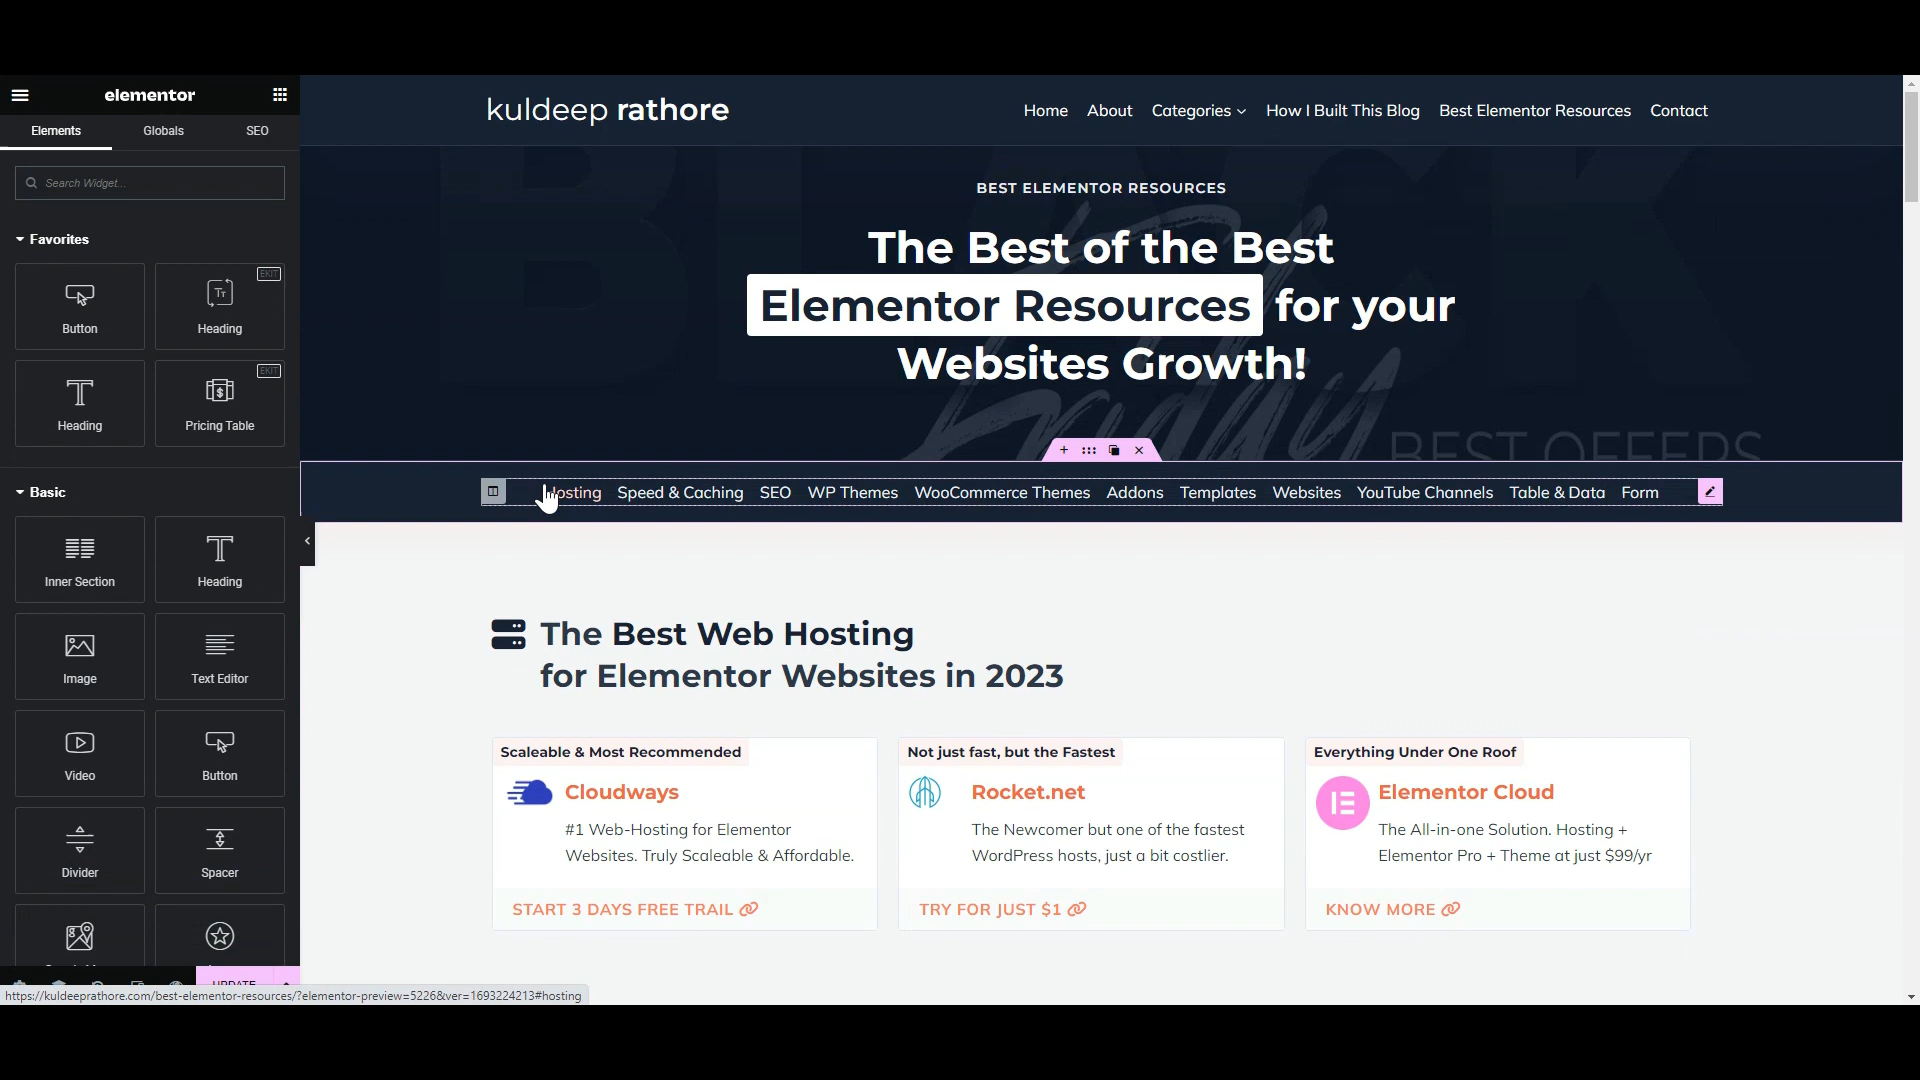 elementor
Elements Globals SEO
Search Widget...
Favorites
Button
EKIT
Heading
Heading
EKIT
Pricing Table
Basic
Inner Section
Heading
Image
Text Editor
Video
Button
Divider
Spacer
UPDATE
https://kuldeeprathore.com/best-elementor-resources/?elementor-preview=5226&ver=1693224213#hosting
kuldeep rathore
Home About Categories How I Built This Blog Best Elementor Resources Contact
BEST ELEMENTOR RESOURCES
The Best of the Best
Elementor Resources for your
Websites Growth!
BLACK
Friday
BEST OFFERS
Hosting Speed & Caching SEO WP Themes WooCommerce Themes Addons Templates Websites YouTube Channels Table & Data Form
The Best Web Hosting
for Elementor Websites in 2023
Scaleable & Most Recommended
Cloudways
#1 Web-Hosting for Elementor
Websites. Truly Scaleable & Affordable.
START 3 DAYS FREE TRAIL
Not just fast, but the Fastest
Rocket.net
The Newcomer but one of the fastest
WordPress hosts, just a bit costlier.
TRY FOR JUST $1
Everything Under One Roof
Elementor Cloud
The All-in-one Solution. Hosting +
Elementor Pro + Theme at just $99/yr
KNOW MORE